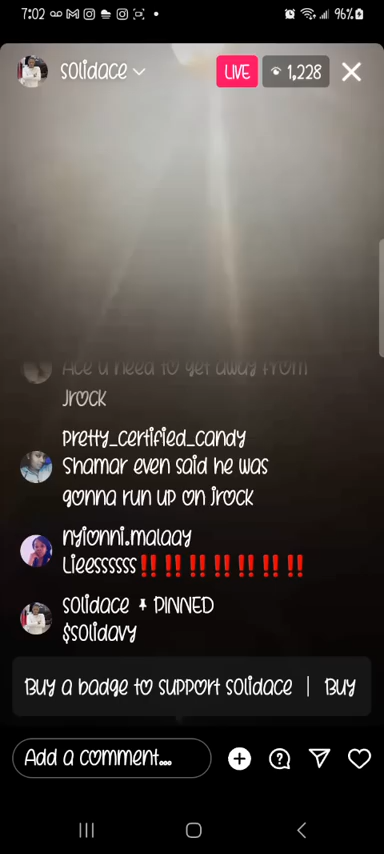 7:02
96%
solidace
LIVE
1,228
Ace u need to get away from
Jrock
pretty_certified_candy
Shamar even said he was
gonna run up on jrock
nyionni.malaay
Lieesssss‼️‼️‼️‼️‼️‼️‼️
solidace PINNED
$solidavy
Buy a badge to support solidace | Buy
Add a comment...